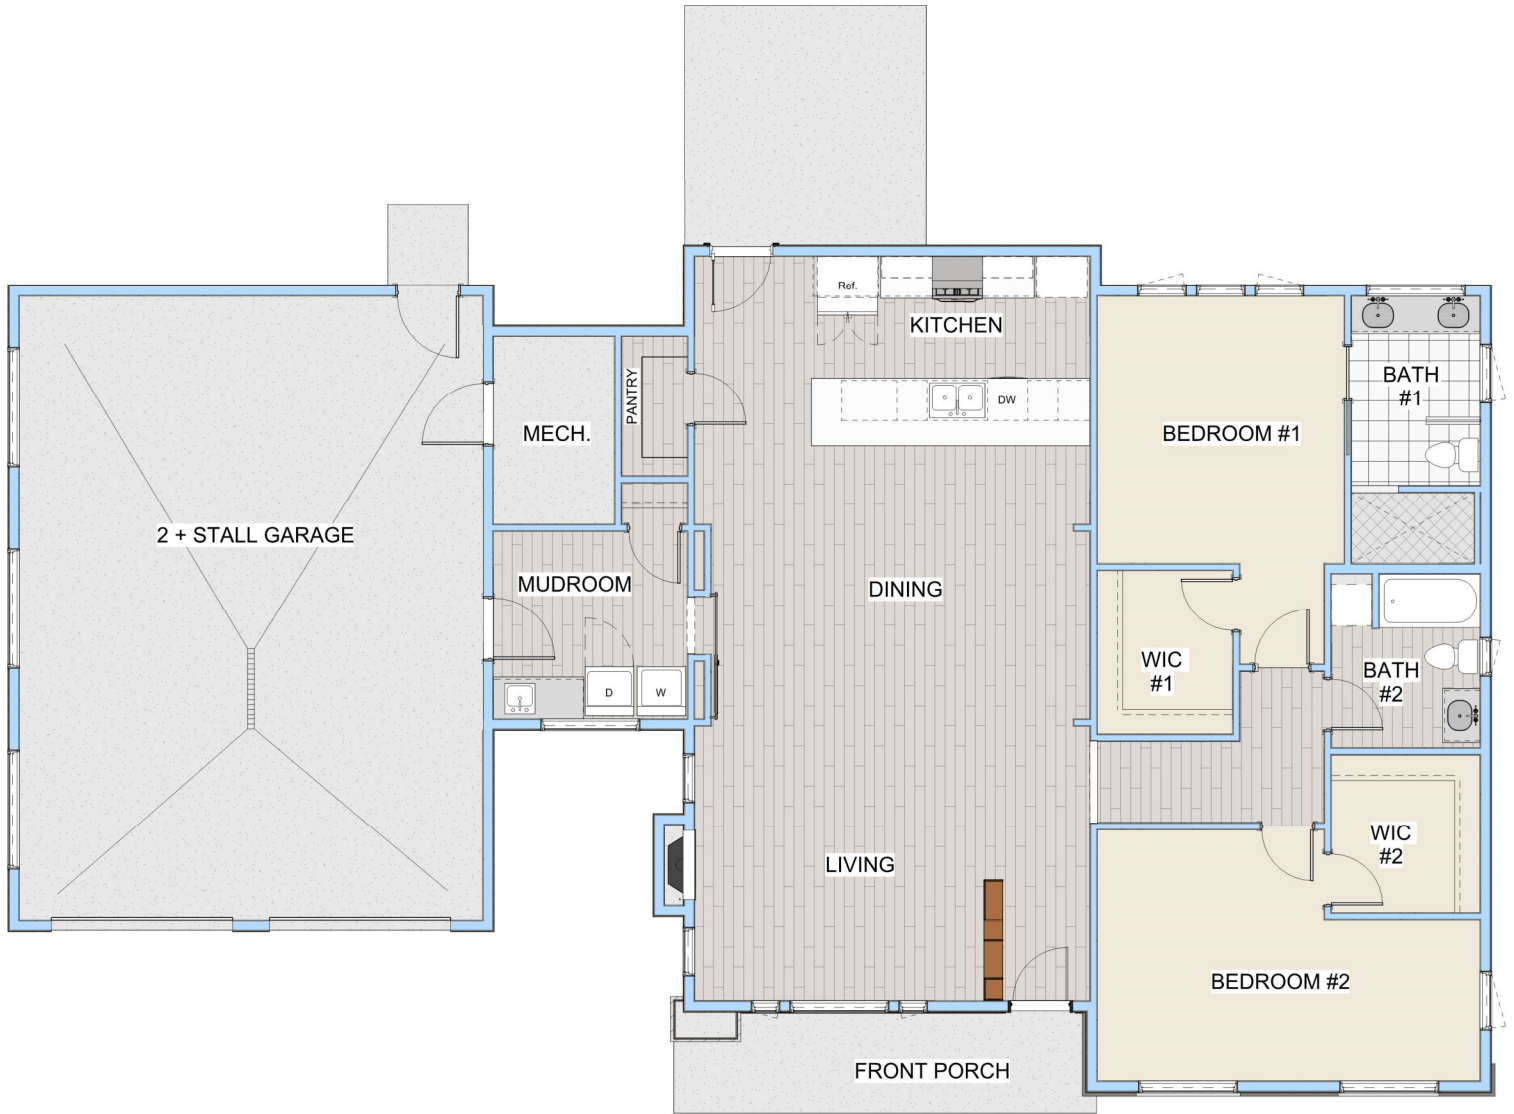 Ref.
KITCHEN
PANTRY
DW
BATH
#1
MECH.
BEDROOM #1
2 + STALL GARAGE
MUDROOM
DINING
WIC
#1
BATH
#2
D
W
WIC
#2
LIVING
BEDROOM #2
FRONT PORCH